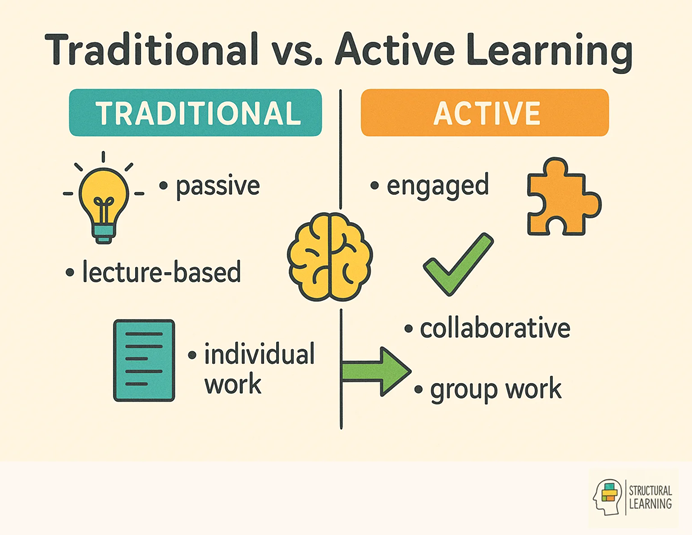 Traditional vs. Active Learning
TRADITIONAL
• passive
• lecture-based
• individual
work
ACTIVE
• engaged
• collaborative
• group work
STRUCTURAL
LEARNING